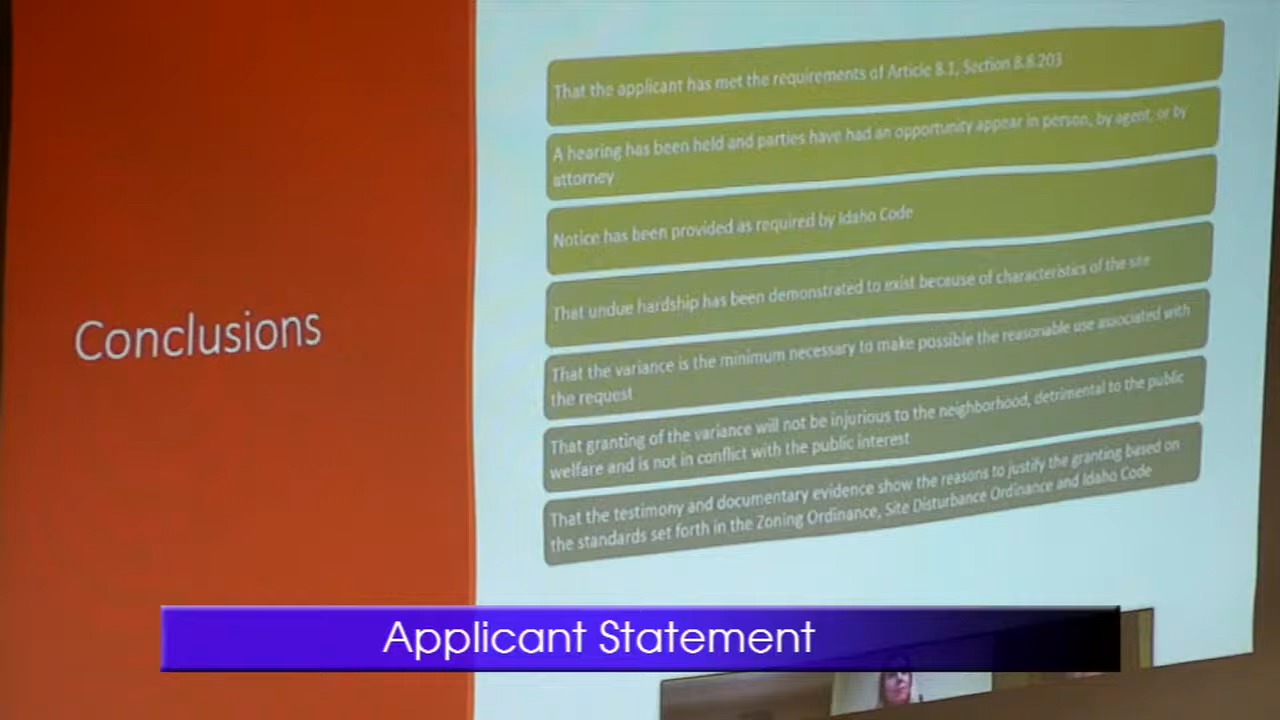 Conclusions
That the applicant has met the requirements of Article 8.1, Section 8.8.203
A hearing has been held and parties have had an opportunity appear in person, by agent, or by
attorney
Notice has been provided as required by Idaho Code
That undue hardship has been demonstrated to exist because of characteristics of the site
That the variance is the minimum necessary to make possible the reasonable use associated with
the request
That granting of the variance will not be injurious to the neighborhood, detrimental to the public
welfare and is not in conflict with the public interest
That the testimony and documentary evidence show the reasons to justify the granting based on
the standards set forth in the Zoning Ordinance, Site Disturbance Ordinance and Idaho Code
Applicant Statement